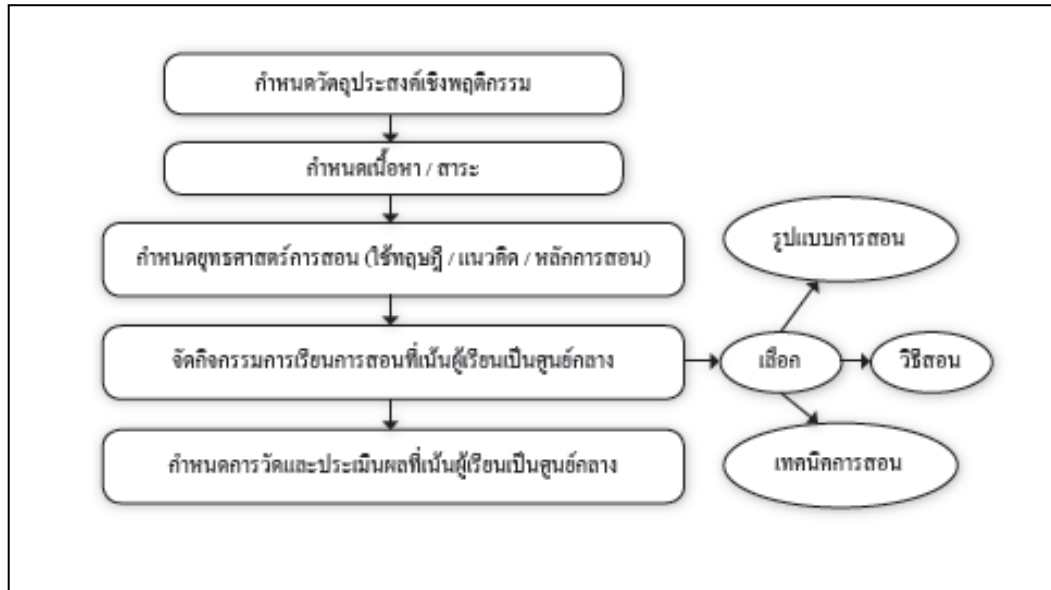 กำหนดวัตถุประสงค์เชิงพฤติกรรม
กำหนดเนื้อหา / สาระ
กำหนดยุทธศาสตร์การสอน (ใช้ทฤษฎี / แนวคิด / หลักการสอน)
จัดกิจกรรมการเรียนการสอนที่เน้นผู้เรียนเป็นศูนย์กลาง
กำหนดการวัดและประเมินผลที่เน้นผู้เรียนเป็นศูนย์กลาง
รูปแบบการสอน
เลือก
วิธีสอน
เทคนิคการสอน